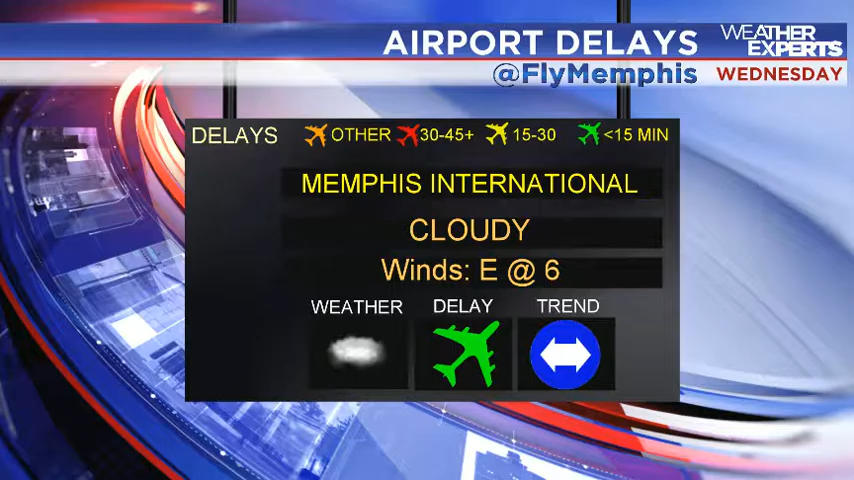 AIRPORT DELAYS
WEATHER
EXPERTS
@FlyMemphis
WEDNESDAY
DELAYS OTHER 30-45+ 15-30 <15 MIN
MEMPHIS INTERNATIONAL
CLOUDY
Winds: E @ 6
WEATHER DELAY TREND